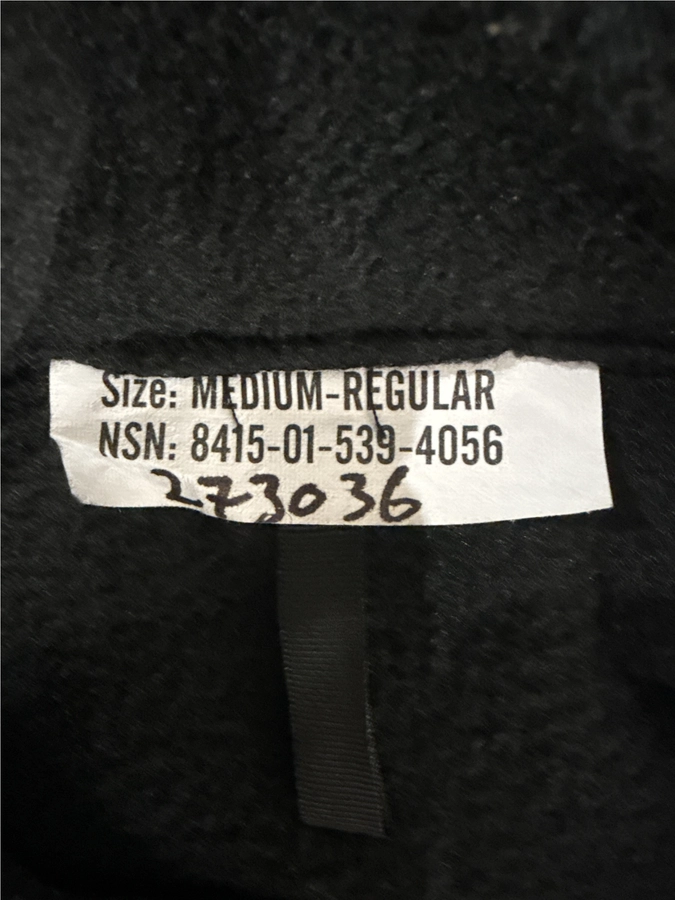 Size: MEDIUM-REGULAR
NSN: 8415-01-539-4056
273036